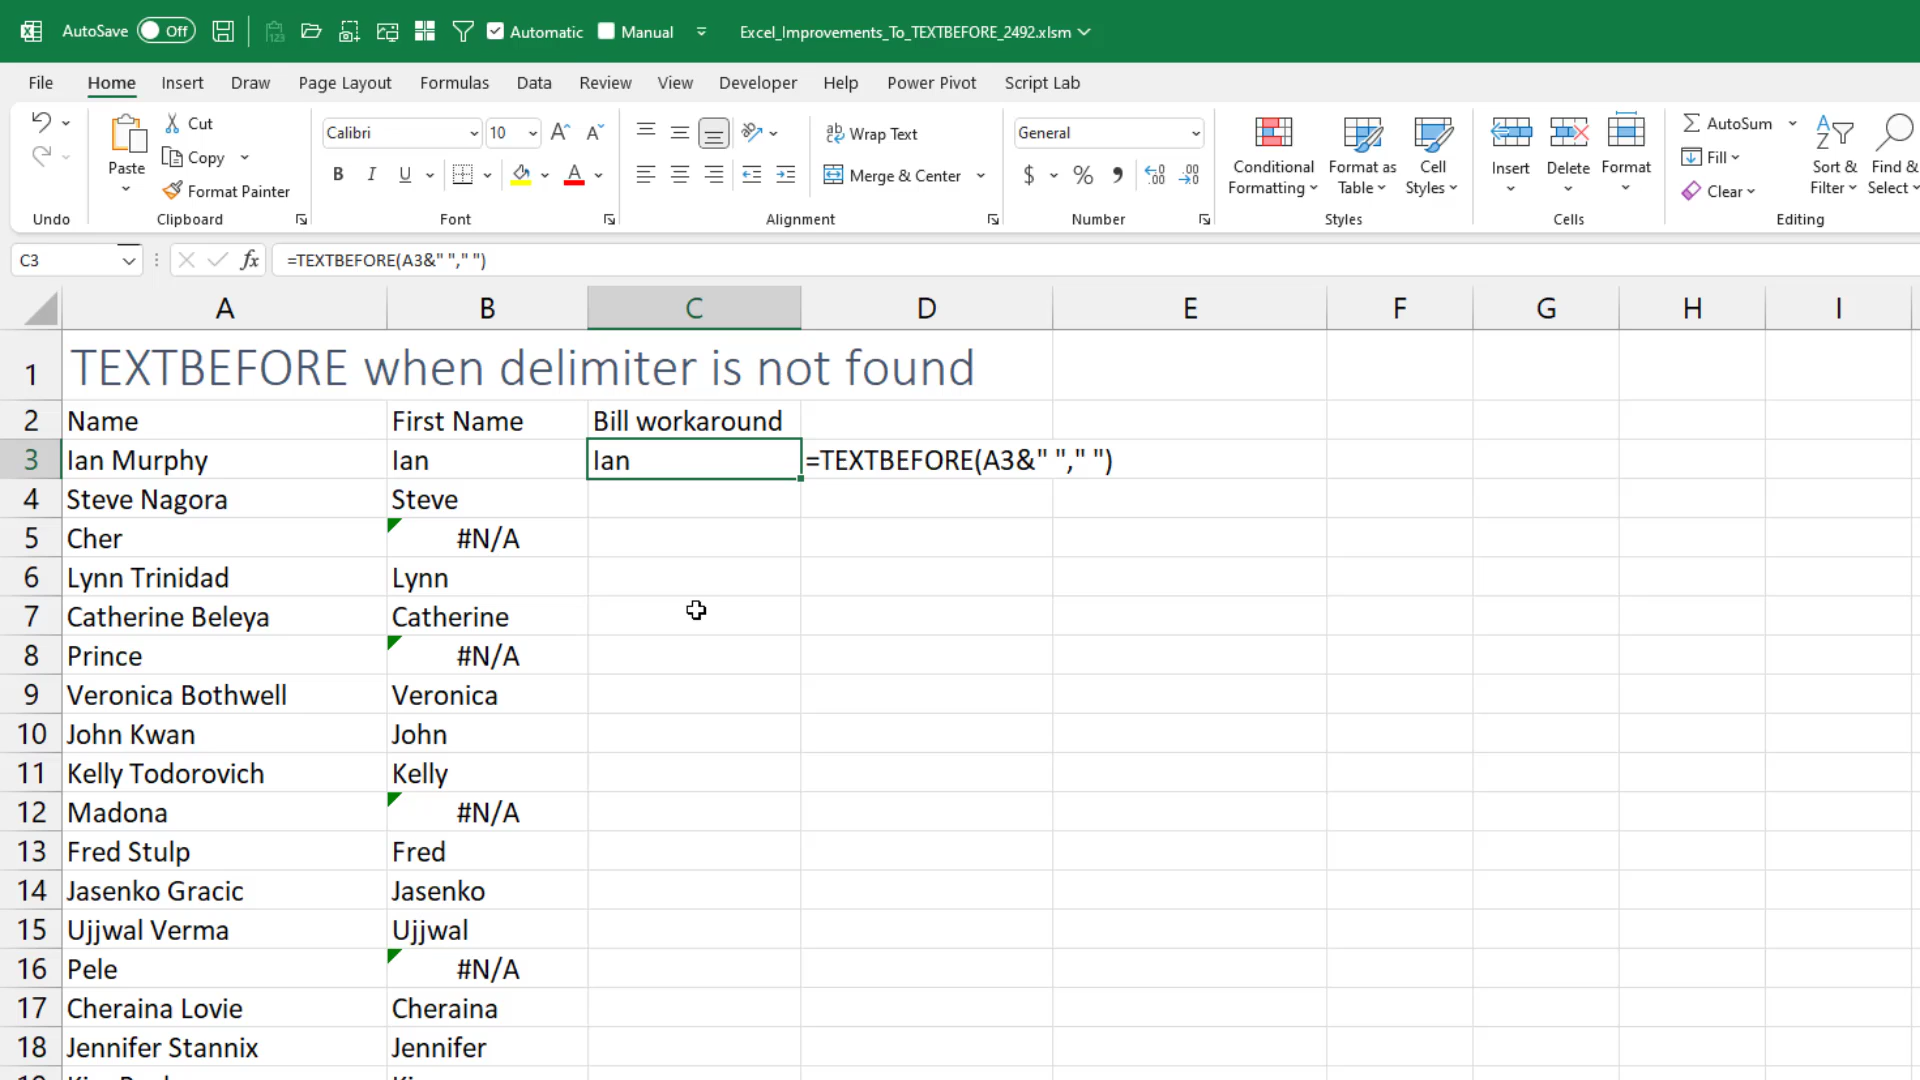 AutoSave Off Automatic Manual Excel_Improvements_To_TEXTBEFORE_2492.xlsm
File Home Insert Draw Page Layout Formulas Data Review View Developer Help Power Pivot Script Lab
Undo
Paste
Cut
Copy
Format Painter
Clipboard
Calibri 10
B I U A
Font
Wrap Text
Merge & Center
Alignment
General
$ %
Number
Conditional Formatting
Format as Table
Cell Styles
Styles
Insert
Delete
Format
Cells
AutoSum
Fill
Clear
Sort & Filter
Find & Select
Editing
C3 fx =TEXTBEFORE(A3&" "," ")
A B C D E F G H I
1 TEXTBEFORE when delimiter is not found
2 Name First Name Bill workaround
3 Ian Murphy Ian Ian =TEXTBEFORE(A3&" "," ")
4 Steve Nagora Steve
5 Cher #N/A
6 Lynn Trinidad Lynn
7 Catherine Beleya Catherine
8 Prince #N/A
9 Veronica Bothwell Veronica
10 John Kwan John
11 Kelly Todorovich Kelly
12 Madona #N/A
13 Fred Stulp Fred
14 Jasenko Gracic Jasenko
15 Ujjwal Verma Ujjwal
16 Pele #N/A
17 Cheraina Lovie Cheraina
18 Jennifer Stannix Jennifer